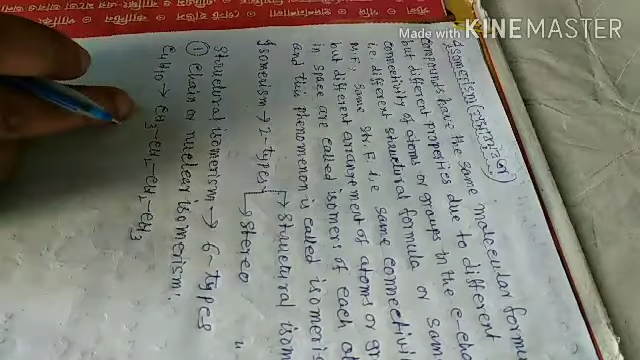 Made with KINEMASTER
Isomerism
Compounds have the same molecular formu
but different properties due to different
connectivity of atoms or groups in the c-cha
i.e. different structural formula or sam
M.F., same str. F. i.e same connectivi
but different arrangement of atoms or gr
in space are called isomers of each ot
and this phenomenon is called isomeris
Isomerism → 2-types → structural isom
→ stereo
Structural isomerism → 6-types
① Chain or nuclear isomerism:
C4H10 → CH3-CH2-CH2-CH3